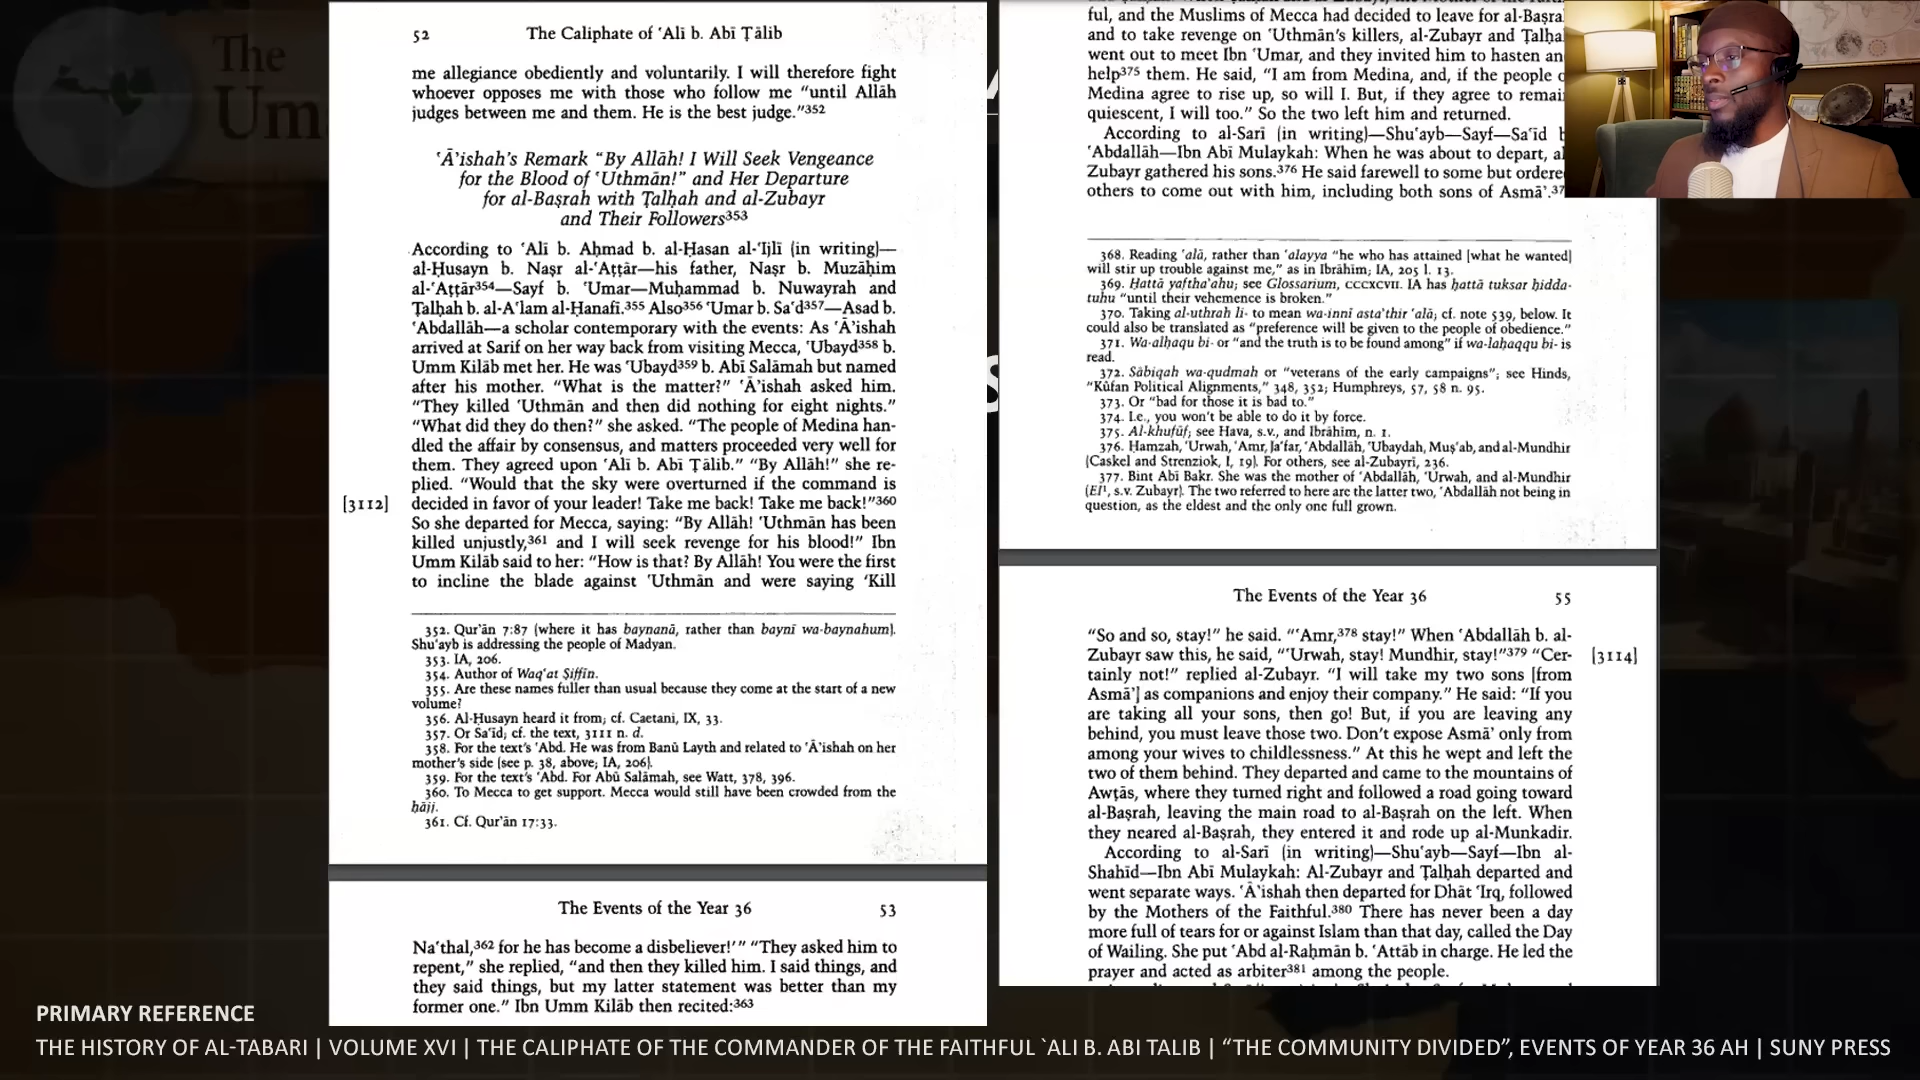 The
Um
52 The Caliphate of ʿAlī b. Abī Ṭālib
me allegiance obediently and voluntarily. I will therefore fight
whoever opposes me with those who follow me “until Allāh
judges between me and them. He is the best judge.”352
ʿĀʾishah’s Remark “By Allāh! I Will Seek Vengeance
for the Blood of ʿUthmān!” and Her Departure
for al-Baṣrah with Ṭalḥah and al-Zubayr
and Their Followers353
According to ʿAlī b. Aḥmad b. al-Ḥasan al-ʿIjlī (in writing)—
al-Ḥusayn b. Naṣr al-ʿAṭṭār—his father, Naṣr b. Muzāḥim
al-ʿAṭṭār354—Sayf b. ʿUmar—Muḥammad b. Nuwayrah and
Ṭalḥah b. al-Aʿlam al-Ḥanafī.355 Also356 ʿUmar b. Saʿd357—Asad b.
ʿAbdallāh—a scholar contemporary with the events: As ʿĀʾishah
arrived at Sarif on her way back from visiting Mecca, ʿUbayd358 b.
Umm Kilāb met her. He was ʿUbayd359 b. Abī Salāmah but named
after his mother. “What is the matter?” ʿĀʾishah asked him.
“They killed ʿUthmān and then did nothing for eight nights.”
“What did they do then?” she asked. “The people of Medina han-
dled the affair by consensus, and matters proceeded very well for
them. They agreed upon ʿAlī b. Abī Ṭālib.” “By Allāh!” she re-
plied. “Would that the sky were overturned if the command is
[3112] decided in favor of your leader! Take me back! Take me back!”360
So she departed for Mecca, saying: “By Allāh! ʿUthmān has been
killed unjustly,361 and I will seek revenge for his blood!” Ibn
Umm Kilāb said to her: “How is that? By Allāh! You were the first
to incline the blade against ʿUthmān and were saying ‘Kill
352. Qurʾān 7:87 (where it has baynanā, rather than baynī wa-baynahum).
Shuʿayb is addressing the people of Madyan.
353. IA, 206.
354. Author of Waqʿat Ṣiffīn.
355. Are these names fuller than usual because they come at the start of a new
volume?
356. Al-Ḥusayn heard it from; cf. Caetani, IX, 33.
357. Or Saʿīd; cf. the text, 3111 n. d.
358. For the text’s ʿAbd. He was from Banū Layth and related to ʿĀʾishah on her
mother’s side (see p. 38, above; IA, 206).
359. For the text’s ʿAbd. For Abū Salāmah, see Watt, 378, 396.
360. To Mecca to get support. Mecca would still have been crowded from the
ḥājj.
361. Cf. Qurʾān 17:33.
The Events of the Year 36 53
Naʿthal,362 for he has become a disbeliever!’” “They asked him to
repent,” she replied, “and then they killed him. I said things, and
they said things, but my latter statement was better than my
former one.” Ibn Umm Kilāb then recited:363
ful, and the Muslims of Mecca had decided to leave for al-Baṣra
and to take revenge on ʿUthmān’s killers, al-Zubayr and Ṭalḥa
went out to meet Ibn ʿUmar, and they invited him to hasten an
help375 them. He said, “I am from Medina, and, if the people o
Medina agree to rise up, so will I. But, if they agree to remai
quiescent, I will too.” So the two left him and returned.
According to al-Sarī (in writing)—Shuʿayb—Sayf—Saʿīd b
ʿAbdallāh—Ibn Abī Mulaykah: When he was about to depart, al
Zubayr gathered his sons.376 He said farewell to some but ordere
others to come out with him, including both sons of Asmāʾ.37
368. Reading ʿalā, rather than ʿalayya “he who has attained [what he wanted]
will stir up trouble against me,” as in Ibrāhīm; IA, 205 l. 13.
369. Hattā yafthaʾahu; see Glossarium, CCCXCVII. IA has ḥattā tuksar ḥidda-
tuhu “until their vehemence is broken.”
370. Taking al-uthrah li- to mean wa-innī astaʾthir ʿalā; cf. note 539, below. It
could also be translated as “preference will be given to the people of obedience.”
371. Wa-alḥaqu bi- or “and the truth is to be found among” if wa-laḥaqqu bi- is
read.
372. Sābiqah wa-qudmah or “veterans of the early campaigns”; see Hinds,
“Kûfan Political Alignments,” 348, 352; Humphreys, 57, 58 n. 95.
373. Or “bad for those it is bad to.”
374. I.e., you won’t be able to do it by force.
375. Al-khufūf; see Hava, s.v., and Ibrāhīm, n. 1.
376. Ḥamzah, ʿUrwah, ʿAmr, Jaʿfar, ʿAbdallāh, ʿUbaydah, Muṣʿab, and al-Mundhir
(Caskel and Strenziok, I, 19). For others, see al-Zubayrī, 236.
377. Bint Abī Bakr. She was the mother of ʿAbdallāh, ʿUrwah, and al-Mundhir
(EI¹, s.v. Zubayr). The two referred to here are the latter two, ʿAbdallāh not being in
question, as the eldest and the only one full grown.
The Events of the Year 36 55
“So and so, stay!” he said. “ʿAmr,378 stay!” When ʿAbdallāh b. al-
Zubayr saw this, he said, “ʿUrwah, stay! Mundhir, stay!”379 “Cer- [3114]
tainly not!” replied al-Zubayr. “I will take my two sons [from
Asmāʾ] as companions and enjoy their company.” He said: “If you
are taking all your sons, then go! But, if you are leaving any
behind, you must leave those two. Don’t expose Asmāʾ only from
among your wives to childlessness.” At this he wept and left the
two of them behind. They departed and came to the mountains of
Awṭās, where they turned right and followed a road going toward
al-Baṣrah, leaving the main road to al-Baṣrah on the left. When
they neared al-Baṣrah, they entered it and rode up al-Munkadir.
According to al-Sarī (in writing)—Shuʿayb—Sayf—Ibn al-
Shahīd—Ibn Abī Mulaykah: Al-Zubayr and Ṭalḥah departed and
went separate ways. ʿĀʾishah then departed for Dhāt ʿIrq, followed
by the Mothers of the Faithful.380 There has never been a day
more full of tears for or against Islam than that day, called the Day
of Wailing. She put ʿAbd al-Raḥmān b. ʿAttāb in charge. He led the
prayer and acted as arbiter381 among the people.
PRIMARY REFERENCE
THE HISTORY OF AL-TABARI | VOLUME XVI | THE CALIPHATE OF THE COMMANDER OF THE FAITHFUL `ALI B. ABI TALIB | “THE COMMUNITY DIVIDED”, EVENTS OF YEAR 36 AH | SUNY PRESS